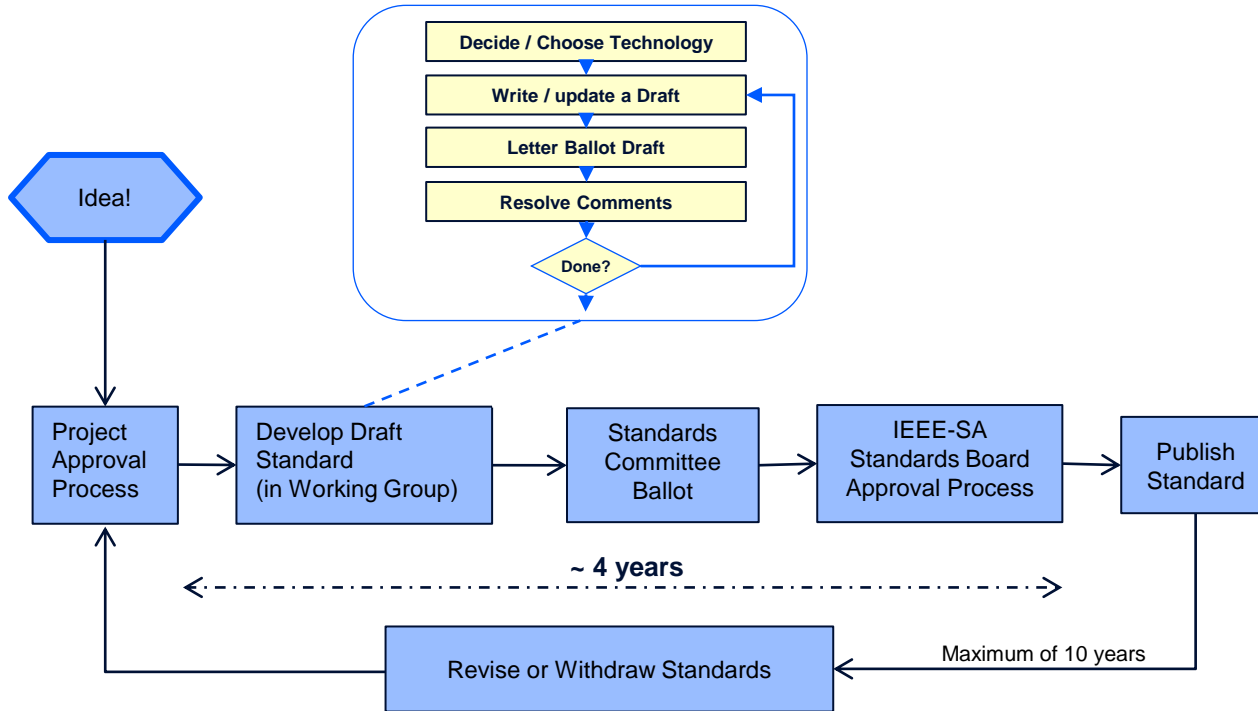 Decide / Choose Technology
Write / update a Draft
Letter Ballot Draft
Resolve Comments
Done?
Idea!
Project
Approval
Process
Develop Draft
Standard
(in Working Group)
Standards
Committee
Ballot
IEEE-SA
Standards Board
Approval Process
Publish
Standard
~ 4 years
Maximum of 10 years
Revise or Withdraw Standards